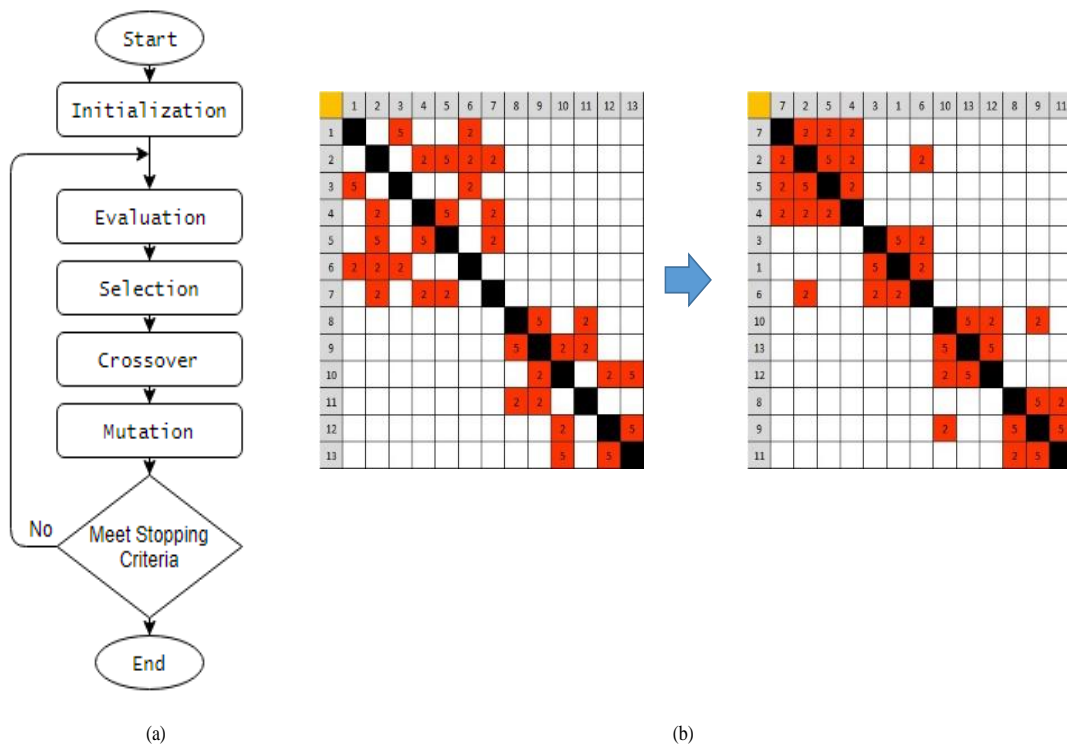 Start
Initialization
Evaluation
Selection
Crossover
Mutation
Meet Stopping
Criteria
No
End
(a)
1 2 3 4 5 6 7 8 9 10 11 12 13
1 5 2
2 2 5 2 2
3 5 2
4 2 5 2
5 5 5 2
6 2 2 2
7 2 2 2
8 5 2
9 5 2 2
10 2 2 5
11 2 2
12 2 5
13 5 5
7 2 5 4 3 1 6 10 13 12 8 9 11
7 2 2 2
2 2 5 2 2
5 2 5 2
4 2 2 2
3 5 2
1 5 2
6 2 2 2
10 5 2 2
13 5 5
12 2 5
8 5 2
9 2 5 5
11 2 5
(b)